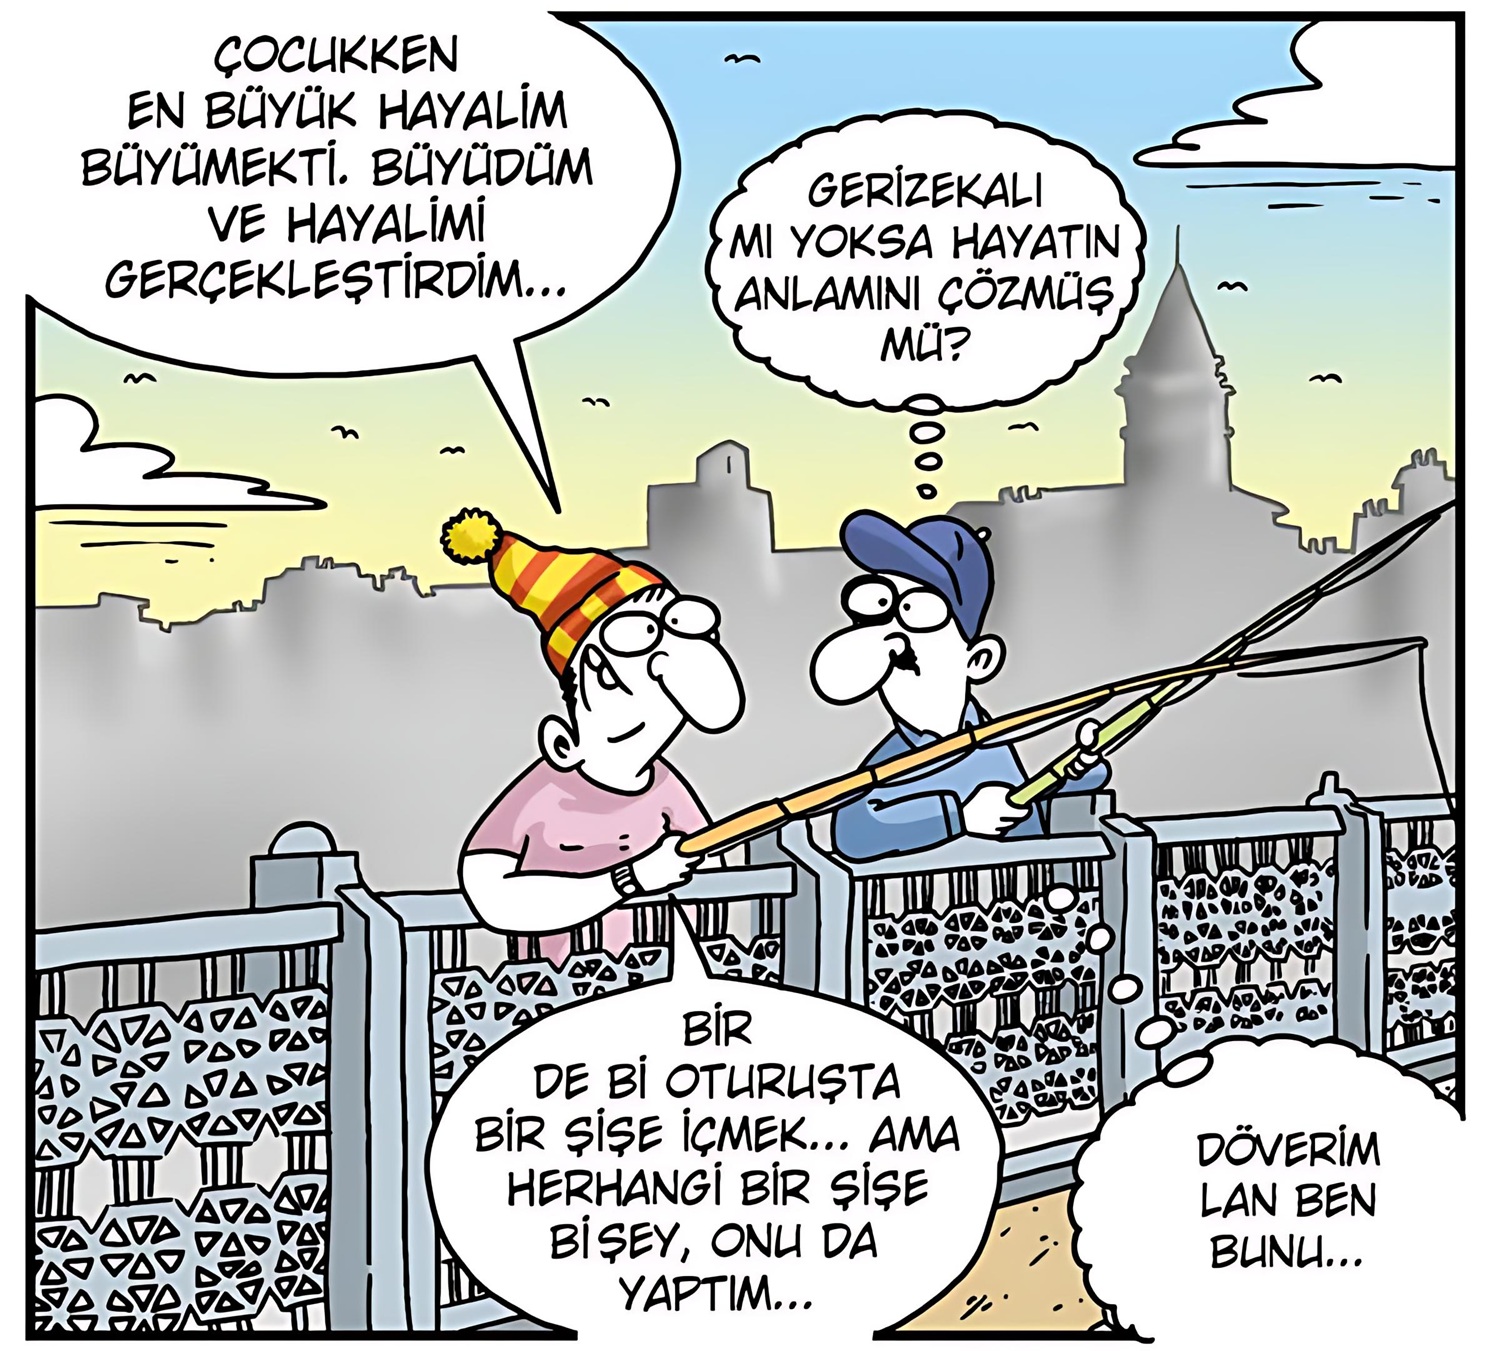 ÇOCUKKEN
EN BÜYÜK HAYALİM
BÜYÜMEKTİ. BÜYÜDÜM
VE HAYALİMİ
GERÇEKLEŞTİRDİM...
GERİZEKALI
MI YOKSA HAYATIN
ANLAMINI ÇÖZMÜŞ
MÜ?
BİR
DE Bİ OTURUŞTA
BİR ŞİŞE İÇMEK... AMA
HERHANGİ BİR ŞİŞE
BİŞEY, ONU DA
YAPTIM...
DÖVERİM
LAN BEN
BUNU...